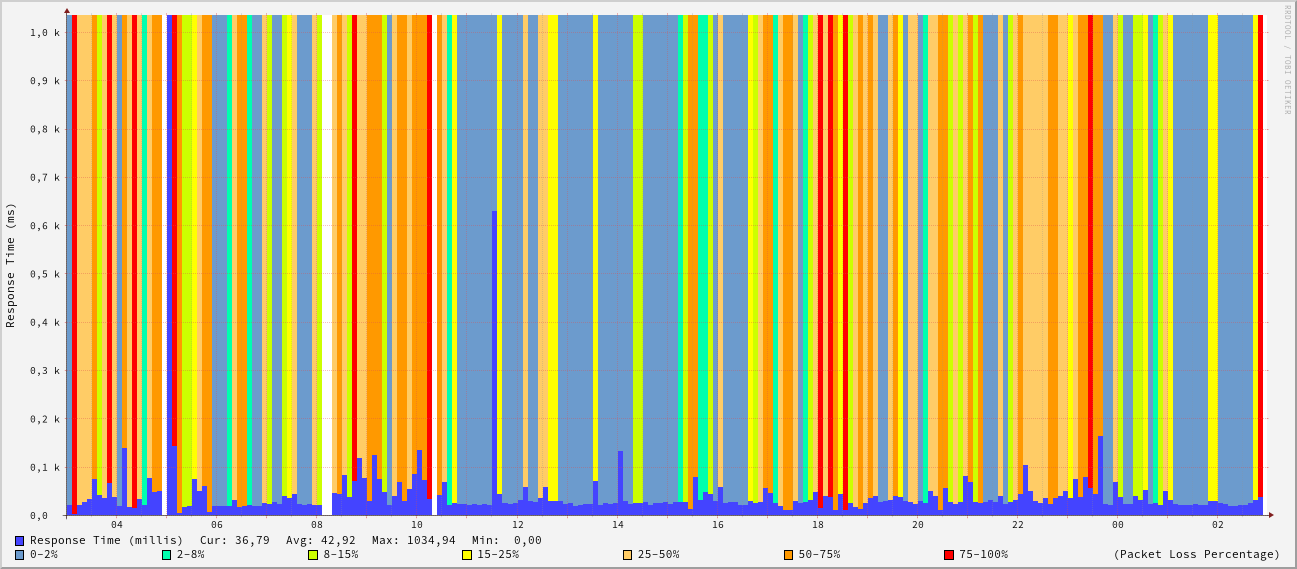 RRDTOOL / TOBI OETIKER
Response Time (ms)
1,0 k
0,9 k
0,8 k
0,7 k
0,6 k
0,5 k
0,4 k
0,3 k
0,2 k
0,1 k
0,0
04 06 08 10 12 14 16 18 20 22 00 02
Response Time (millis) Cur: 36,79 Avg: 42,92 Max: 1034,94 Min: 0,00
0-2% 2-8% 8-15% 15-25% 25-50% 50-75% 75-100% (Packet Loss Percentage)